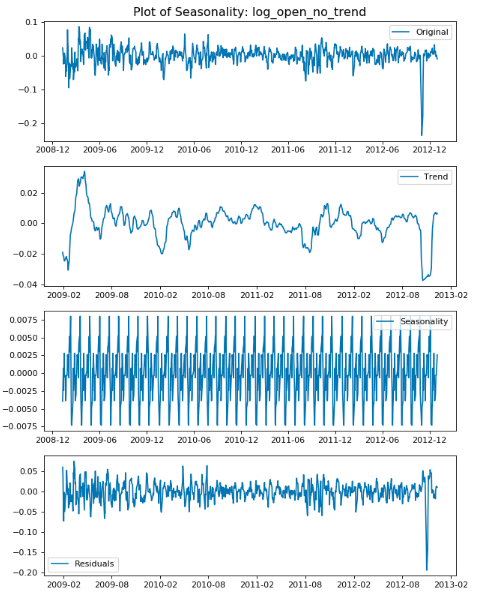 Plot of Seasonality: log_open_no_trend
0.1
0.0
−0.1
−0.2
Original
2008-12 2009-06 2009-12 2010-06 2010-12 2011-06 2011-12 2012-06 2012-12
0.02
0.00
−0.02
−0.04
Trend
2009-02 2009-08 2010-02 2010-08 2011-02 2011-08 2012-02 2012-08 2013-02
0.0075
0.0050
0.0025
0.0000
−0.0025
−0.0050
−0.0075
Seasonality
2008-12 2009-06 2009-12 2010-06 2010-12 2011-06 2011-12 2012-06 2012-12
0.05
0.00
−0.05
−0.10
−0.15
−0.20
Residuals
2009-02 2009-08 2010-02 2010-08 2011-02 2011-08 2012-02 2012-08 2013-02